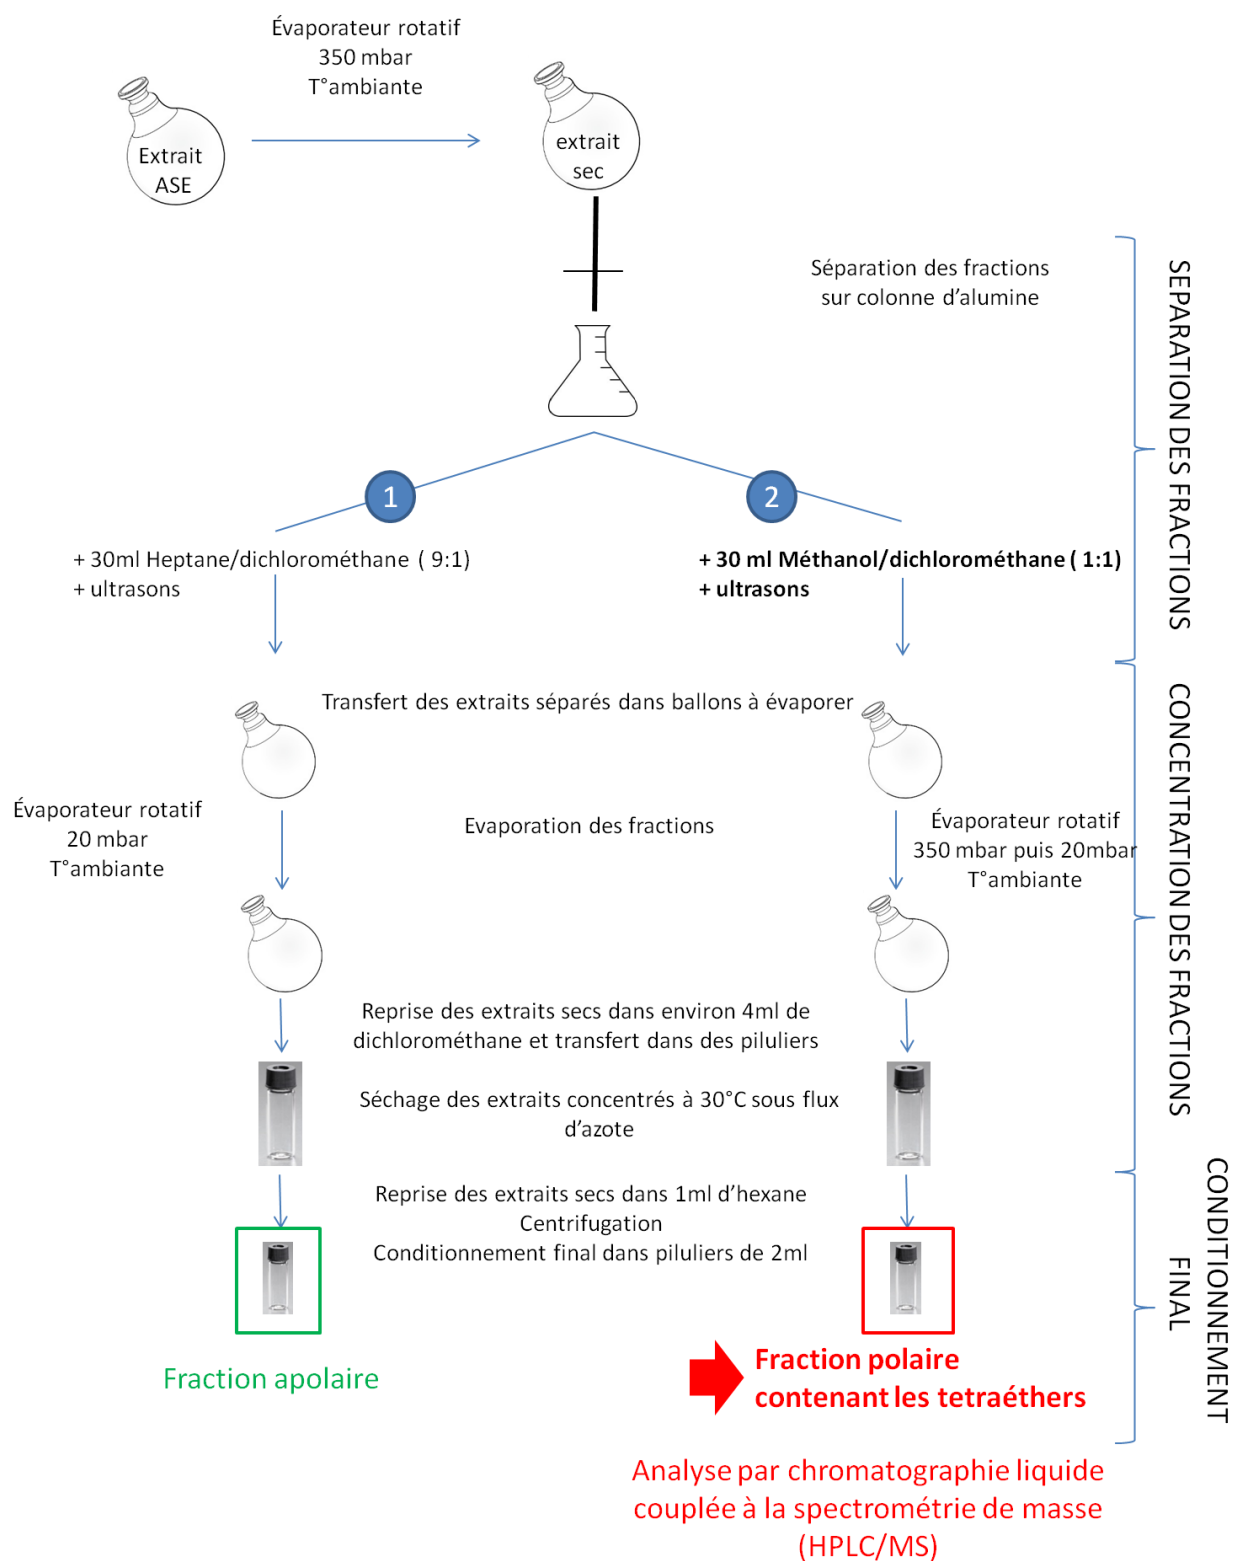 Évaporateur rotatif
350 mbar
T°ambiante
Extrait
ASE
extrait
sec
Séparation des fractions
sur colonne d'alumine
SEPARATION DES FRACTIONS
1
2
+ 30ml Heptane/dichlorométhane ( 9:1)
+ ultrasons
+ 30 ml Méthanol/dichlorométhane ( 1:1)
+ ultrasons
Transfert des extraits séparés dans ballons à évaporer
CONCENTRATION DES FRACTIONS
Évaporateur rotatif
20 mbar
T°ambiante
Evaporation des fractions
Évaporateur rotatif
350 mbar puis 20mbar
T°ambiante
Reprise des extraits secs dans environ 4ml de
dichlorométhane et transfert dans des piluliers
Séchage des extraits concentrés à 30°C sous flux
d'azote
Reprise des extraits secs dans 1ml d'hexane
Centrifugation
Conditionnement final dans piluliers de 2ml
CONDITIONNEMENT
FINAL
Fraction apolaire
Fraction polaire
contenant les tetraéthers
Analyse par chromatographie liquide
couplée à la spectrométrie de masse
(HPLC/MS)